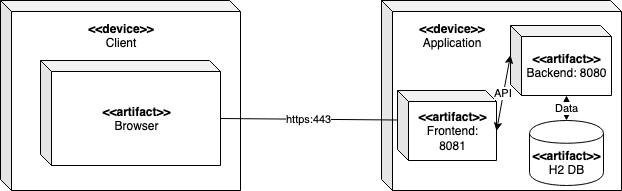 <<device>>
Client
<<artifact>>
Browser
https:443
<<device>>
Application
<<artifact>>
Backend: 8080
API
<<artifact>>
Frontend:
8081
Data
<<artifact>>
H2 DB